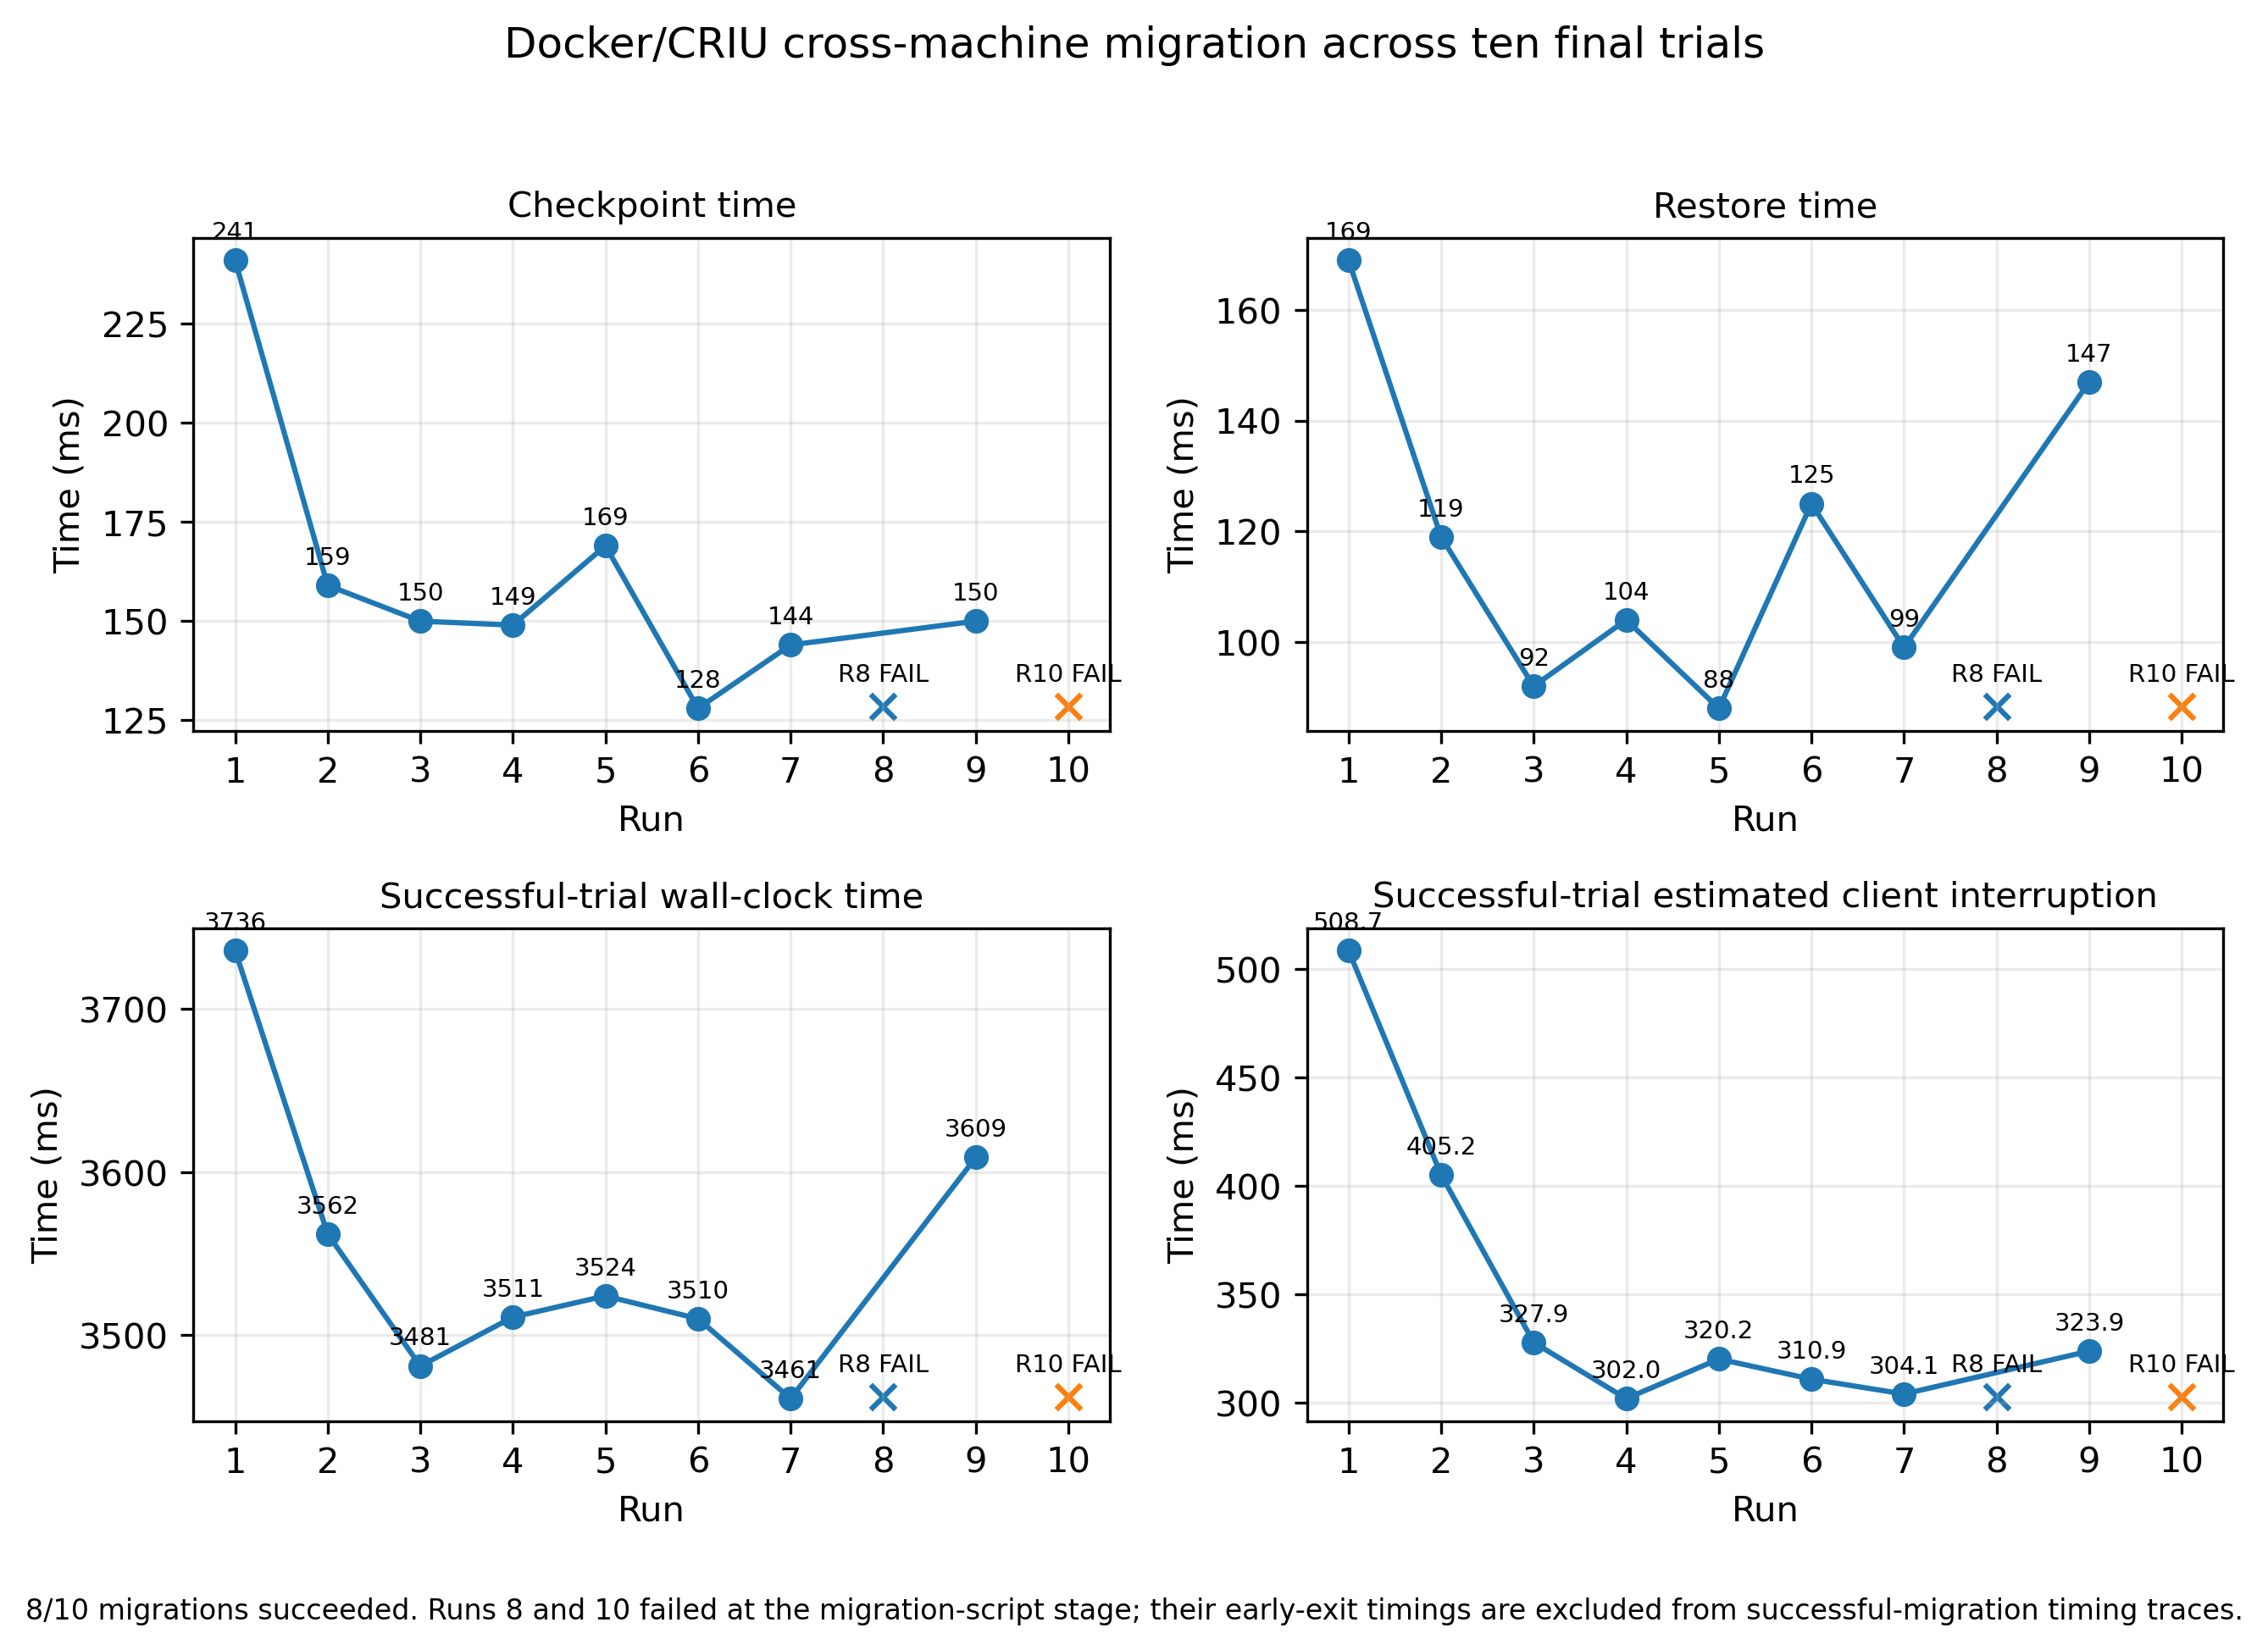 Docker/CRIU cross-machine migration across ten final trials
Checkpoint time
241
159
150
149
169
128
144
150
R8 FAIL
R10 FAIL
225
200
175
150
125
Time (ms)
1 2 3 4 5 6 7 8 9 10
Run
Restore time
169
119
92
104
88
125
99
147
R8 FAIL
R10 FAIL
160
140
120
100
Time (ms)
1 2 3 4 5 6 7 8 9 10
Run
Successful-trial wall-clock time
3736
3562
3481
3511
3524
3510
3461
3609
R8 FAIL
R10 FAIL
3700
3600
3500
Time (ms)
1 2 3 4 5 6 7 8 9 10
Run
Successful-trial estimated client interruption
508.7
405.2
327.9
302.0
320.2
310.9
304.1
323.9
R8 FAIL
R10 FAIL
500
450
400
350
300
Time (ms)
1 2 3 4 5 6 7 8 9 10
Run
8/10 migrations succeeded. Runs 8 and 10 failed at the migration-script stage; their early-exit timings are excluded from successful-migration timing traces.